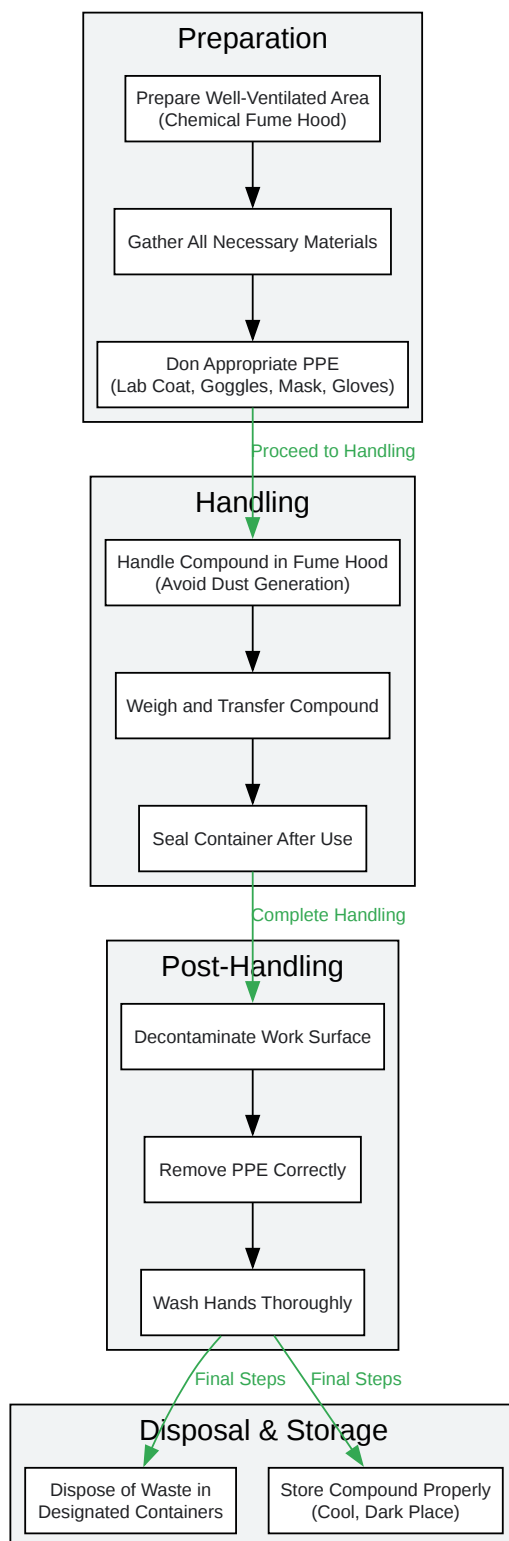 Preparation
Prepare Well-Ventilated Area
(Chemical Fume Hood)
Gather All Necessary Materials
Don Appropriate PPE
(Lab Coat, Goggles, Mask, Gloves)
Proceed to Handling
Handling
Handle Compound in Fume Hood
(Avoid Dust Generation)
Weigh and Transfer Compound
Seal Container After Use
Complete Handling
Post-Handling
Decontaminate Work Surface
Remove PPE Correctly
Wash Hands Thoroughly
Final Steps
Final Steps
Disposal & Storage
Dispose of Waste in
Designated Containers
Store Compound Properly
(Cool, Dark Place)